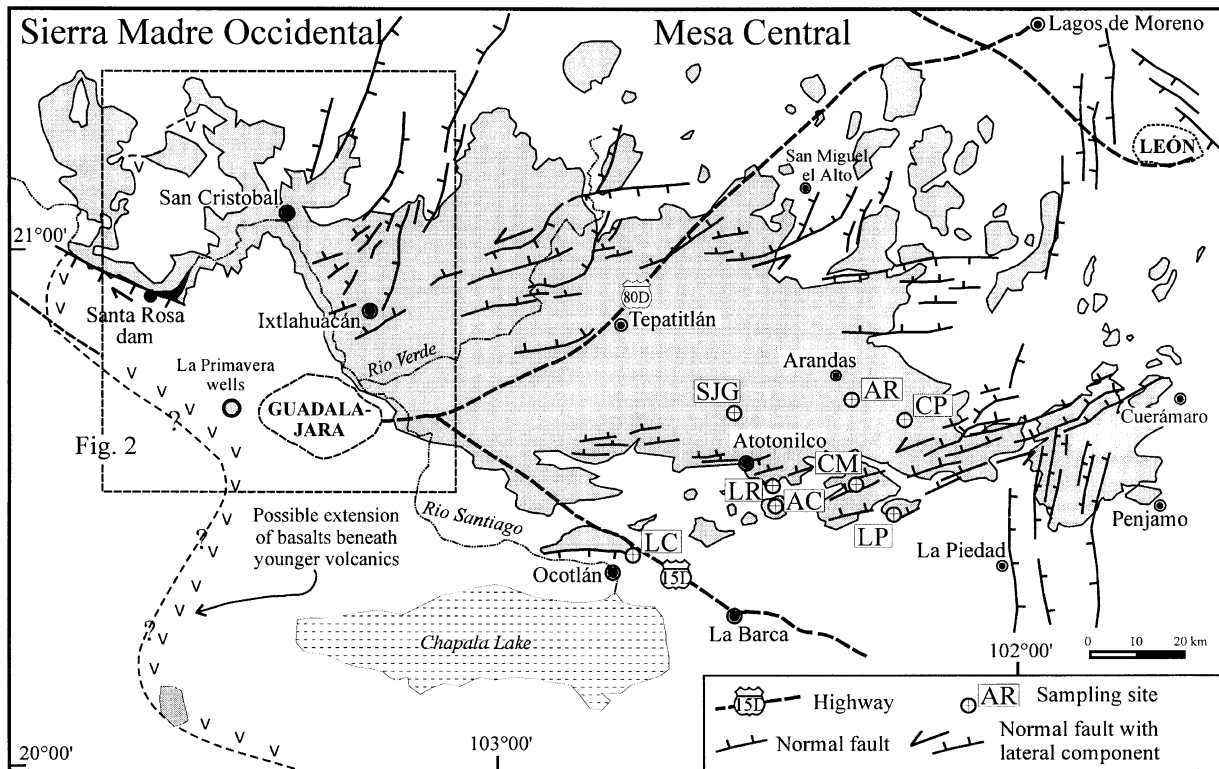 Sierra Madre Occidental
Mesa Central
Lagos de Moreno
LEÓN
San Miguel
el Alto
San Cristobal
21°00'
Santa Rosa
dam
Ixtlahuacán
80D
Tepatitlán
Rio Verde
La Primavera
wells
Arandas
AR
SJG
CP
Cuerámaro
GUADALA-
JARA
?
Fig. 2
Atotonilco
CM
LR
AC
Rio Santiago
LP
Penjamo
Possible extension
of basalts beneath
younger volcanics
?
LC
La Piedad
Ocotlán
15D
La Barca
?
Chapala Lake
0 10 20 km
102°00'
15D
Highway
AR
Sampling site
Normal fault
Normal fault with
lateral component
20°00'
103°00'
v v v v v v v v v v v v v v v v v v